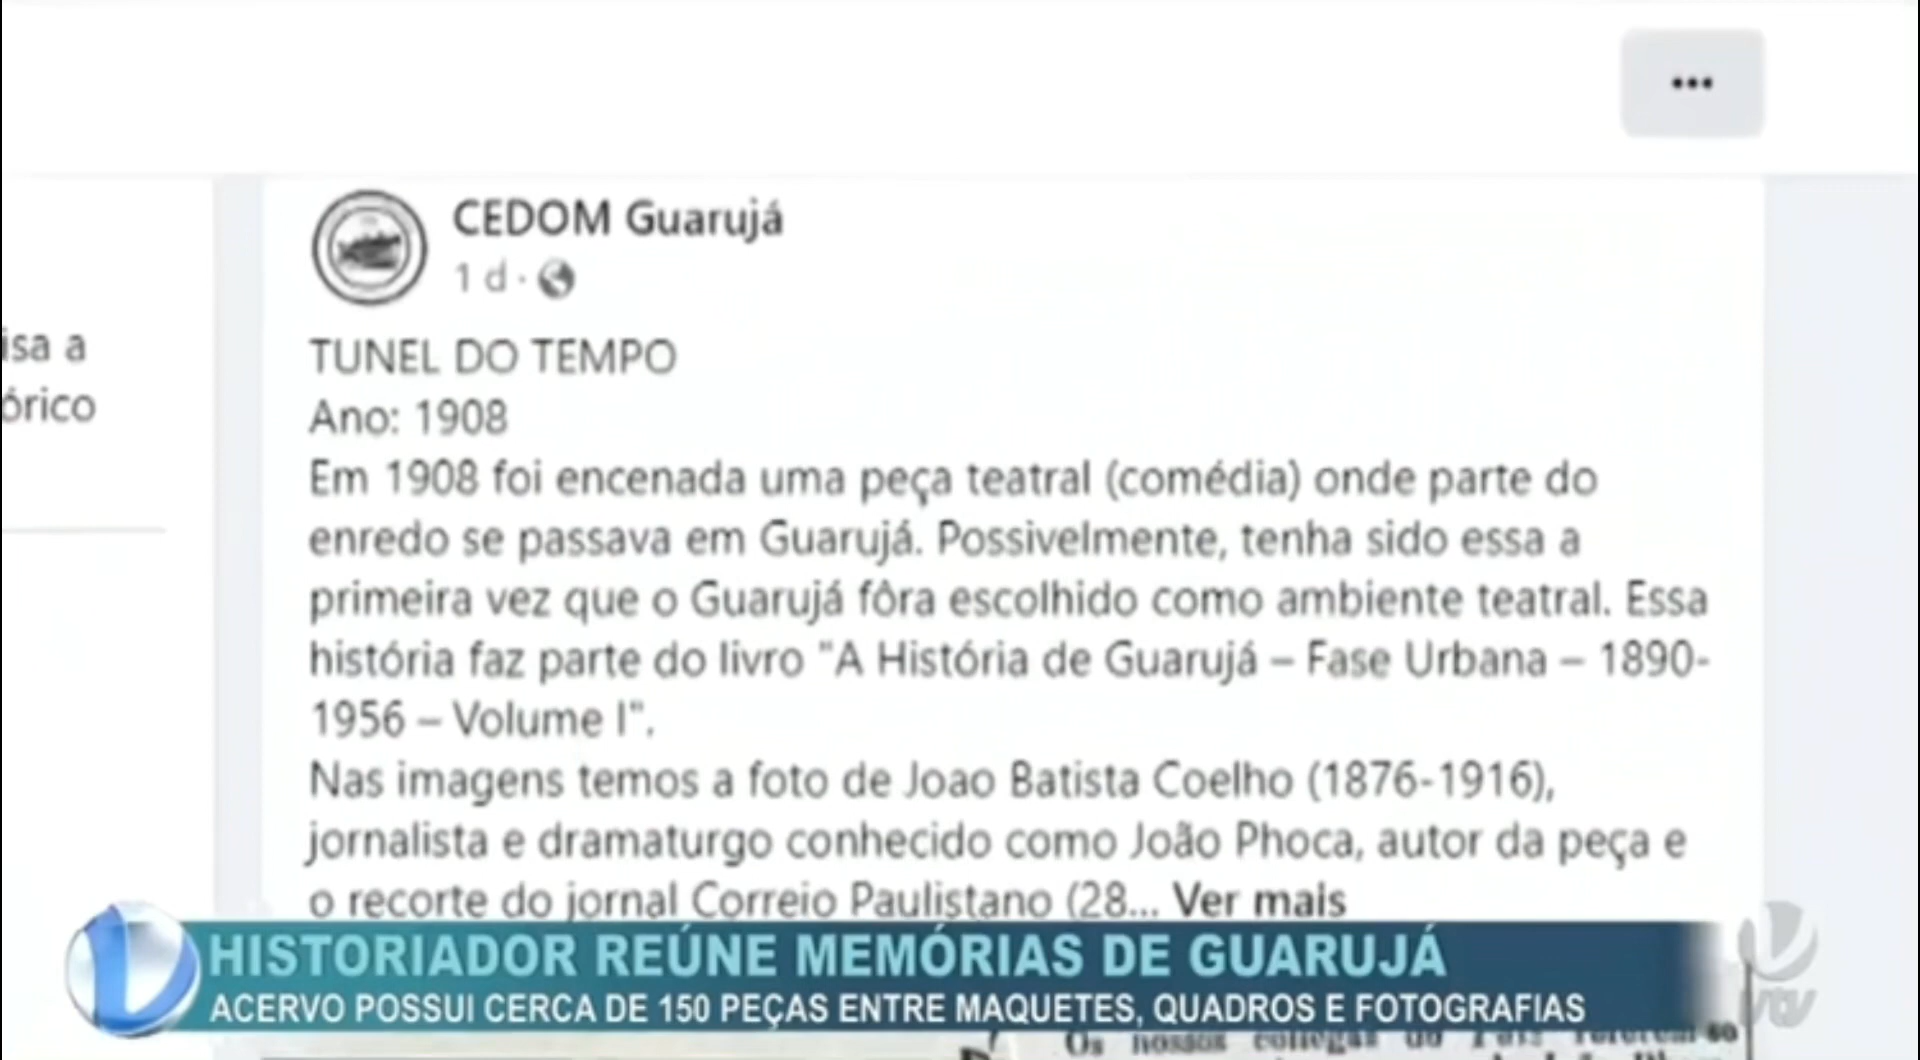 ...
CEDOM Guarujá
1 d ·
isa a
órico
TUNEL DO TEMPO
Ano: 1908
Em 1908 foi encenada uma peça teatral (comédia) onde parte do
enredo se passava em Guarujá. Possivelmente, tenha sido essa a
primeira vez que o Guarujá fôra escolhido como ambiente teatral. Essa
história faz parte do livro "A História de Guarujá – Fase Urbana – 1890-
1956 – Volume I".
Nas imagens temos a foto de Joao Batista Coelho (1876-1916),
jornalista e dramaturgo conhecido como João Phoca, autor da peça e
o recorte do jornal Correio Paulistano (28... Ver mais
HISTORIADOR REÚNE MEMÓRIAS DE GUARUJÁ
ACERVO POSSUI CERCA DE 150 PEÇAS ENTRE MAQUETES, QUADROS E FOTOGRAFIAS
vtv
Os nossos collegas do